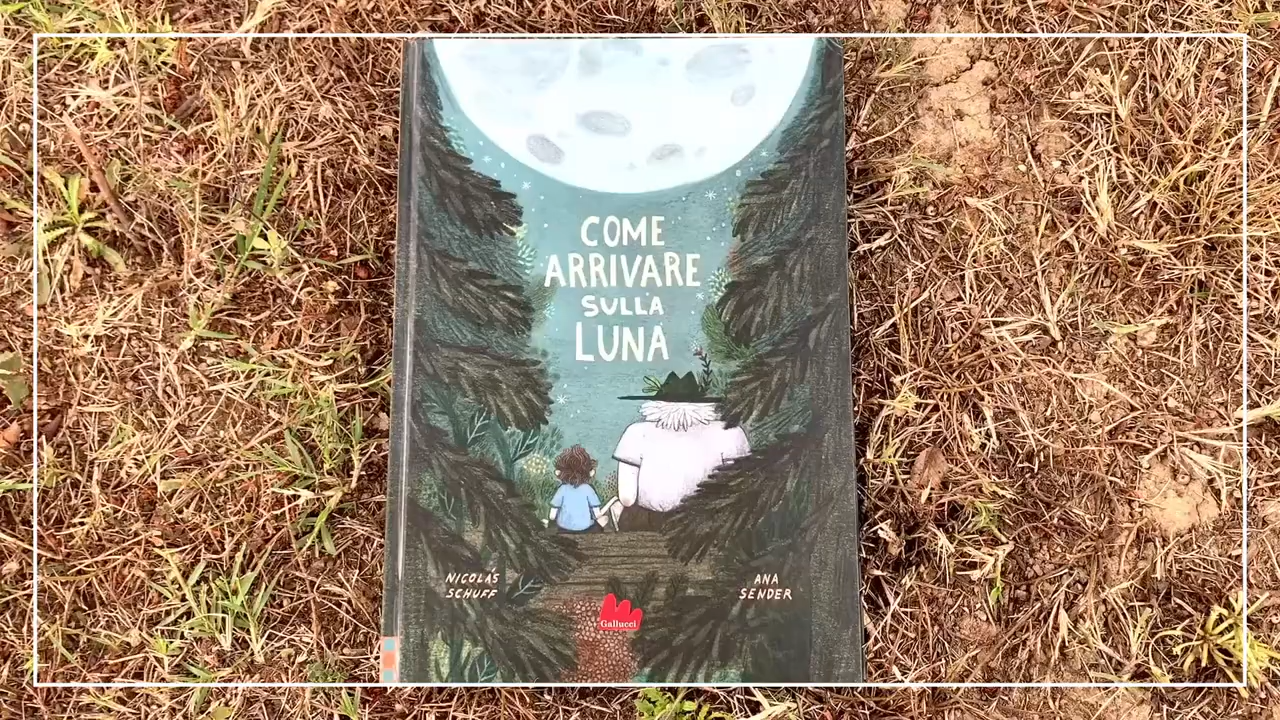 COME
ARRIVARE
SULLA
LUNA
NICOLÁS
SCHUFF
ANA
SENDER
Gallucci